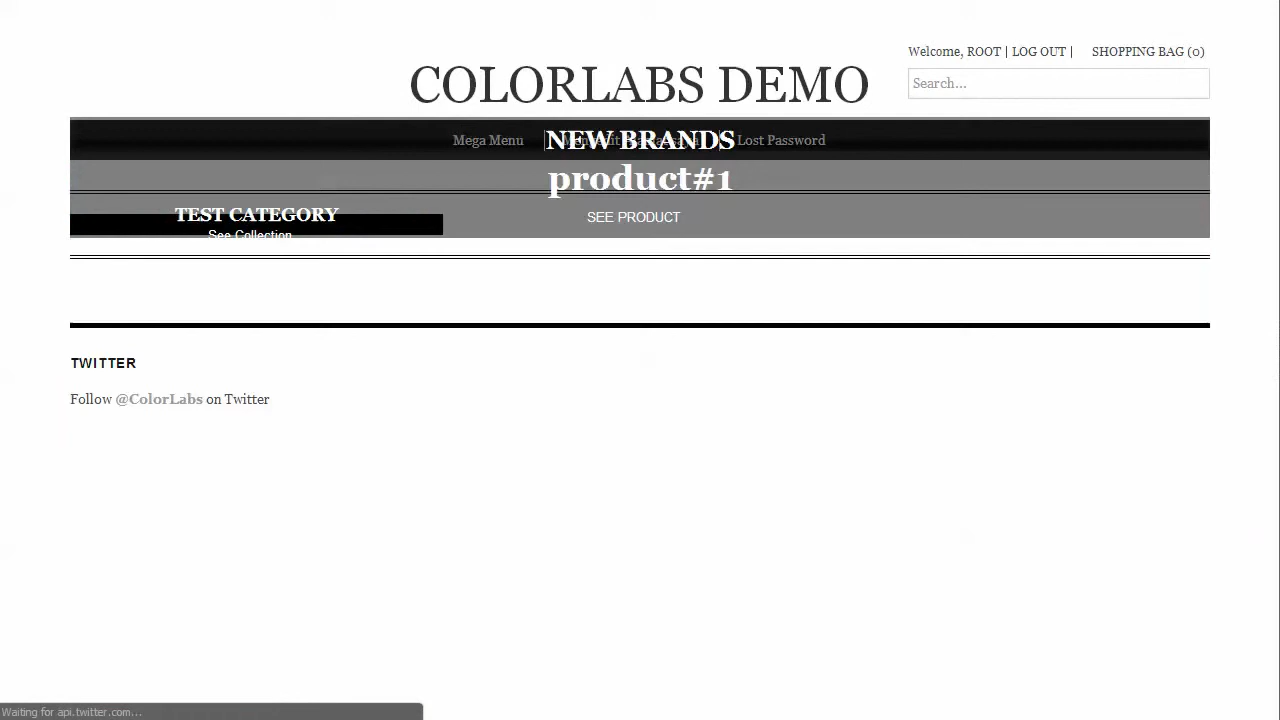 Welcome, ROOT | LOG OUT |
SHOPPING BAG (0)
COLORLABS DEMO
Search...
Mega Menu
NEW BRANDS
Lost Password
product#1
TEST CATEGORY
SEE PRODUCT
See Collection
TWITTER
Follow @ColorLabs on Twitter
Waiting for api.twitter.com...